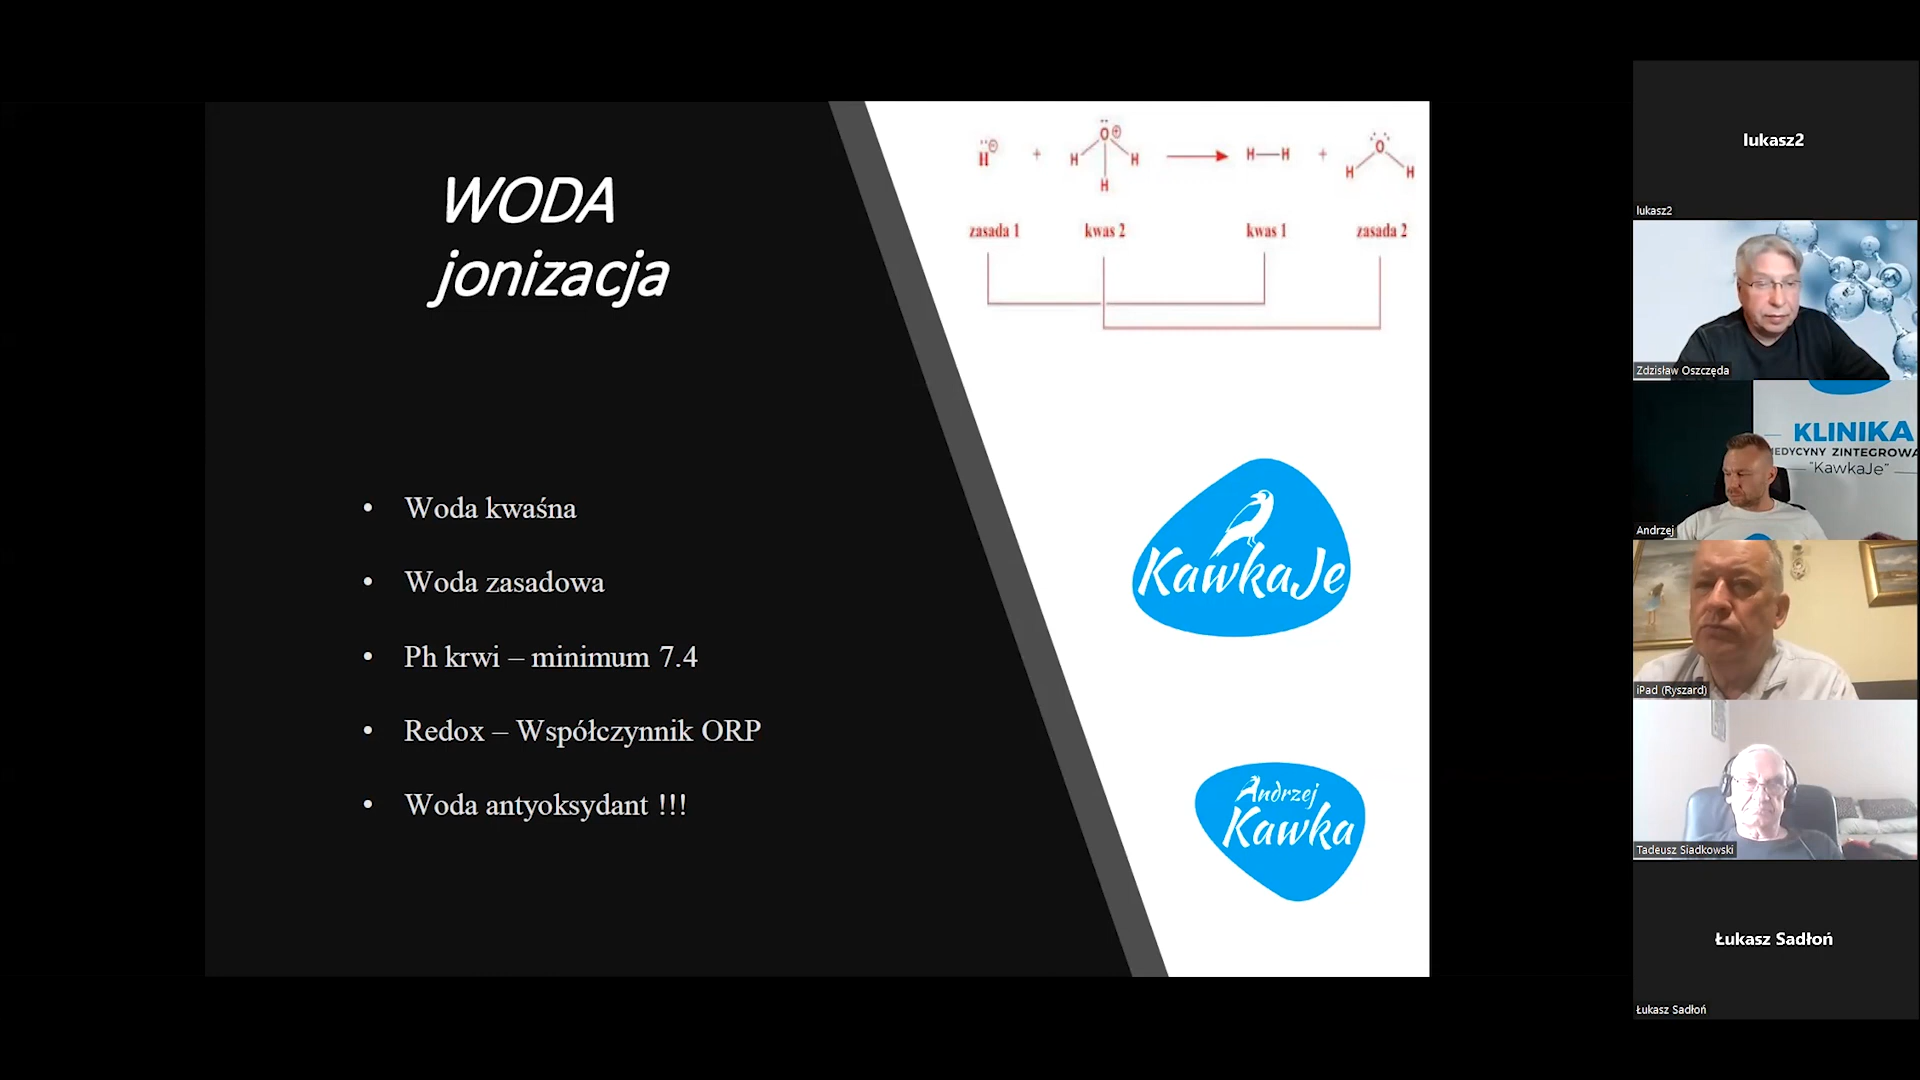 WODA
jonizacja
• Woda kwaśna
• Woda zasadowa
• Ph krwi – minimum 7.4
• Redox – Współczynnik ORP
• Woda antyoksydant !!!
H⊖ + H O⊕ H H → H—H + H O H
zasada 1 kwas 2 kwas 1 zasada 2
KawkaJe
Andrzej
Kawka
lukasz2
lukasz2
Zdzisław Oszczęda
KLINIKA
EDYCYNY ZINTEGROWA
"KawkaJe"
Andrzej
iPad (Ryszard)
Tadeusz Siadkowski
Łukasz Sadłoń
Łukasz Sadłoń